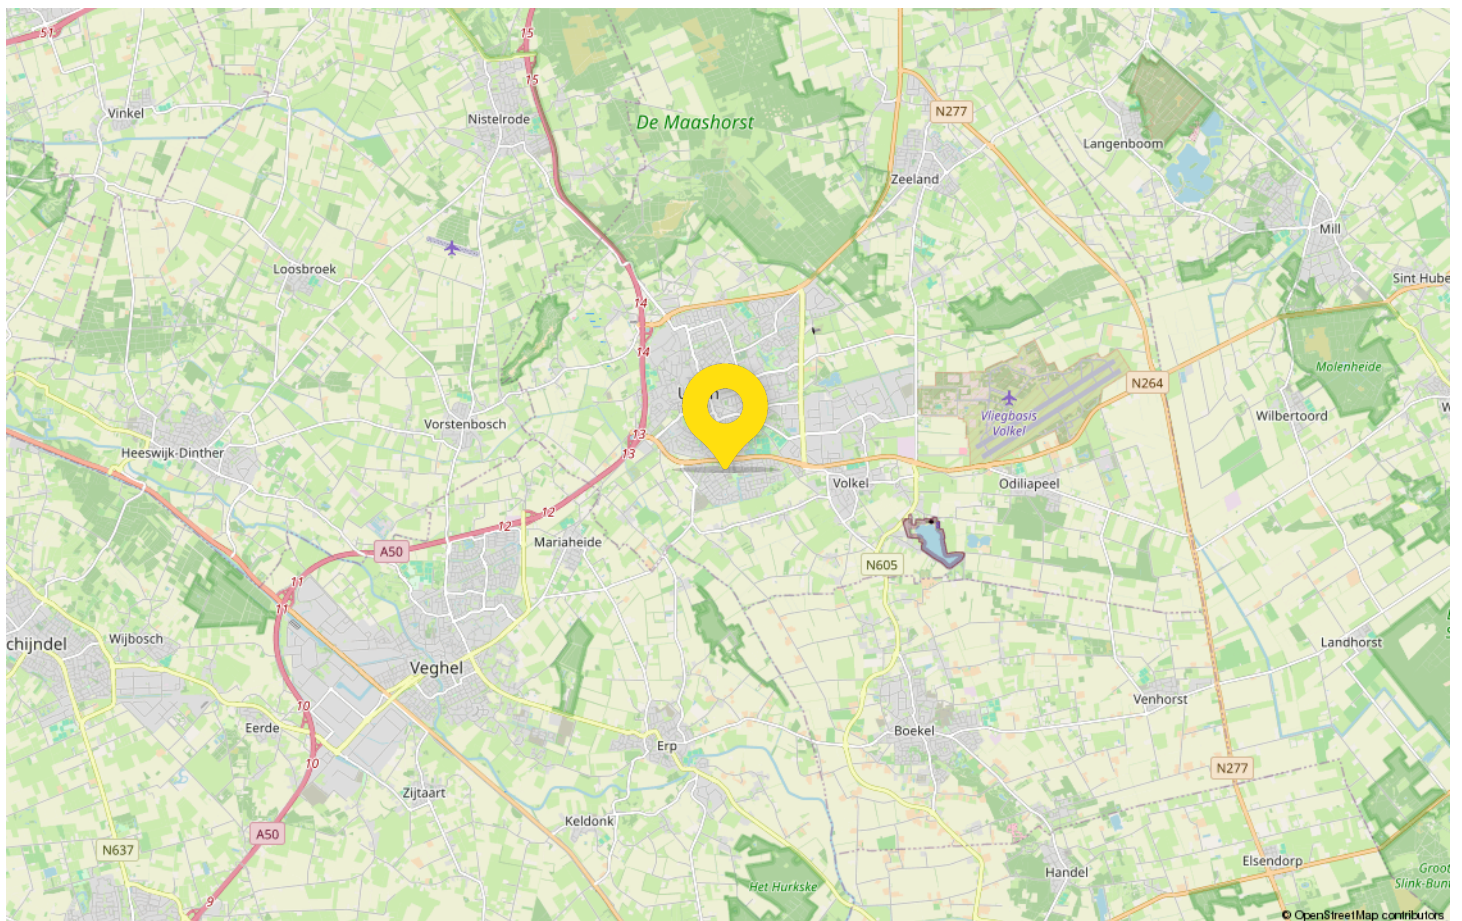 51
15
15
Vinkel
Nistelrode
De Maashorst
N277
Langenboom
Zeeland
Mill
Loosbroek
Sint Hube
14
14
Molenheide
N264
Vliegbasis
Volkel
Wilbertoord
W
Vorstenbosch
13
13
Heeswijk-Dinther
Volkel
Odiliapeel
12
12
Mariaheide
A50
N605
11
11
Wijbosch
chijndel
Landhorst
Veghel
Venhorst
10
Eerde
Boekel
Erp
10
N277
Zijtaart
Keldonk
A50
N637
Elsendorp
Handel
Groot
Slink-Bun
Het Hurkske
9
© OpenStreetMap contributors